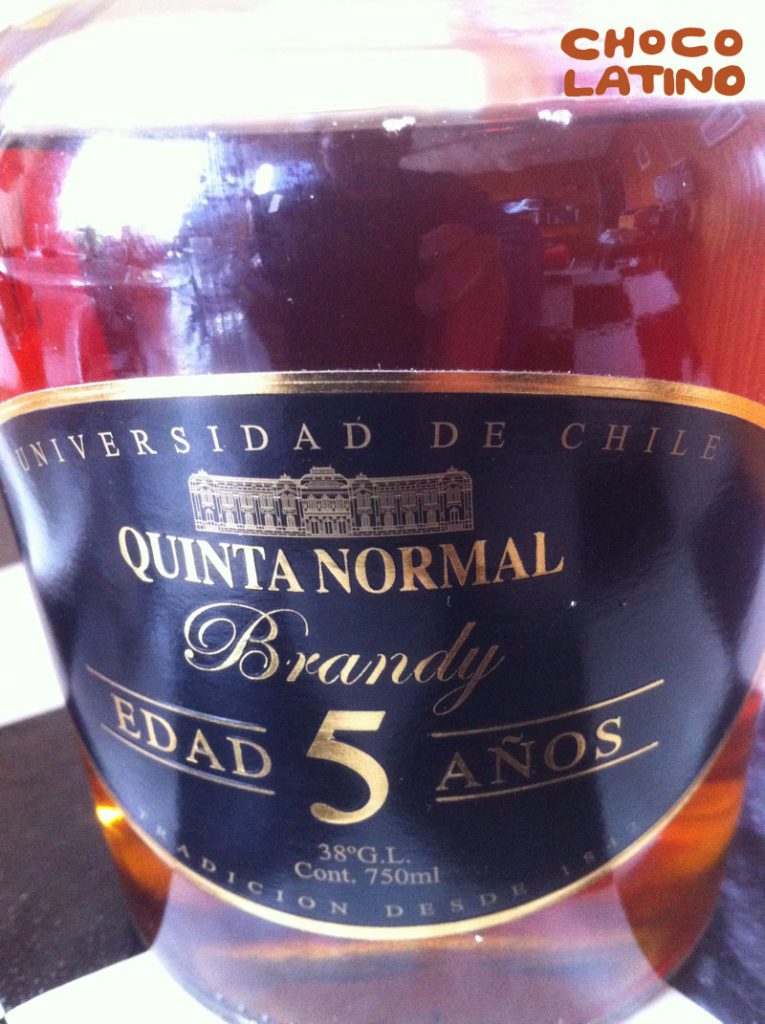 CHOCO
LATINO
UNIVERSIDAD DE CHILE
QUINTA NORMAL
Brandy
EDAD 5 AÑOS
38°G.L.
Cont. 750ml
TRADICION DESDE 1842